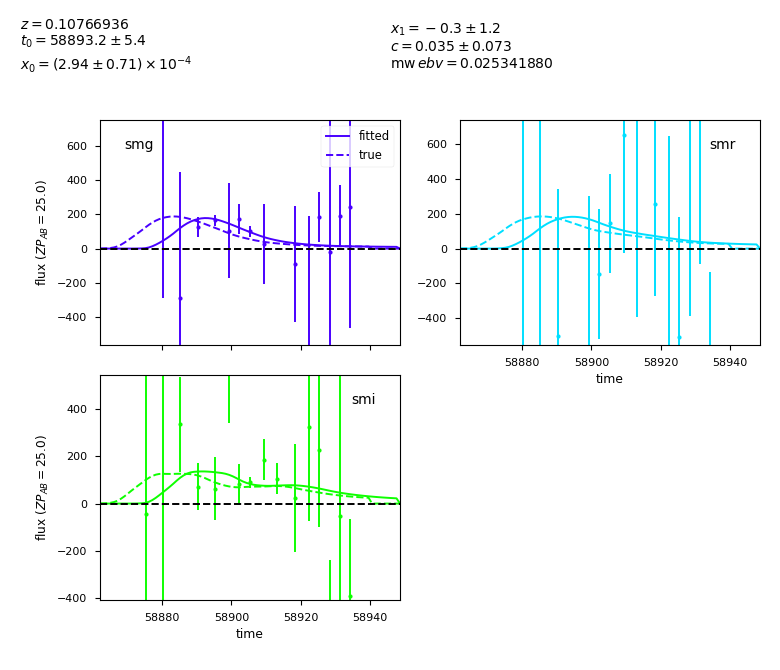 z = 0.10766936
t₀ = 58893.2 ± 5.4
x₀ = (2.94 ± 0.71) × 10⁻⁴
x₁ = −0.3 ± 1.2
c = 0.035 ± 0.073
mw ebv = 0.025341880
smg
fitted
true
600
400
200
0
−200
−400
flux (ZP_AB = 25.0)
smr
600
400
200
0
−200
−400
58880 58900 58920 58940
time
smi
400
200
0
−200
−400
flux (ZP_AB = 25.0)
58880 58900 58920 58940
time